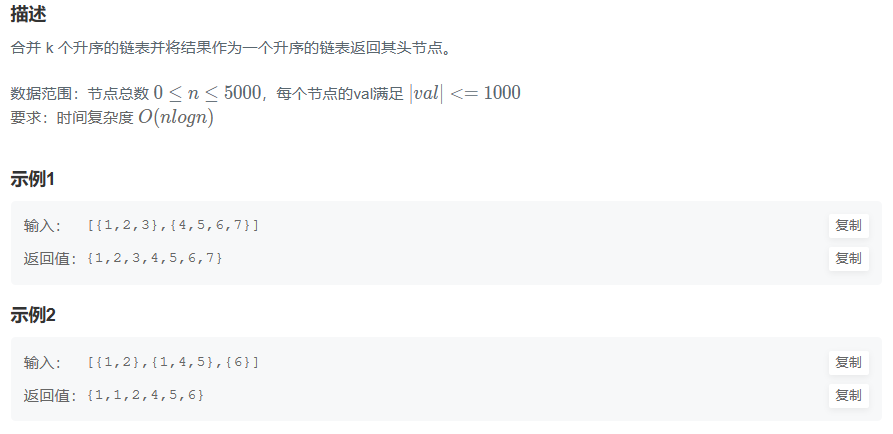 描述
合并 k 个升序的链表并将结果作为一个升序的链表返回其头节点。
数据范围：节点总数 0 ≤ n ≤ 5000，每个节点的val满足 |val| <= 1000
要求：时间复杂度 O(nlogn)
示例1
输入： [{1,2,3},{4,5,6,7}] 复制
返回值：{1,2,3,4,5,6,7} 复制
示例2
输入： [{1,2},{1,4,5},{6}] 复制
返回值：{1,1,2,4,5,6} 复制